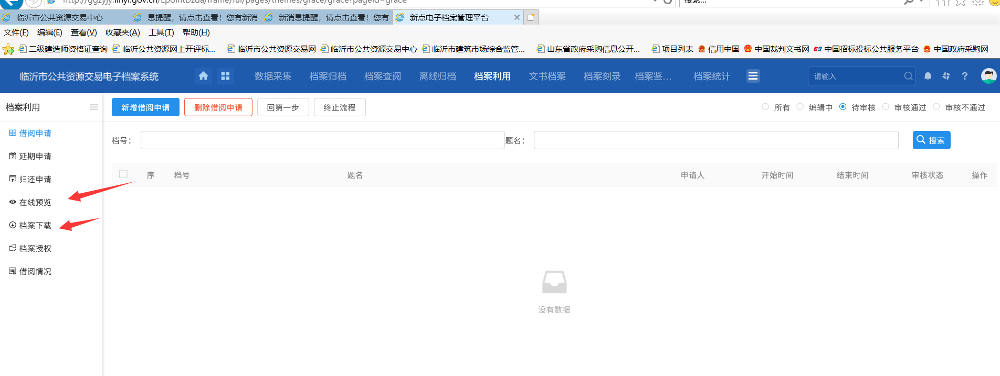 http://ggzyjy.linyi.gov.cn/EpointDzda/frame/fui/pages/themes/grace/grace?pageId=grace
搜索...
临沂市公共资源交易中心
息提醒，请点击查看！您有新消
新消息提醒，请点击查看！您有
新点电子档案管理平台
文件(F) 编辑(E) 查看(V) 收藏夹(A) 工具(T) 帮助(H)
二级建造师资格证查询 临沂公共资源网上开评标... 临沂市公共资源交易网 临沂市公共资源交易中心 临沂市建筑市场综合监管... 山东省政府采购信息公开... 项目列表 信用中国 中国裁判文书网 中国招标投标公共服务平台 中国政府采购网
临沂市公共资源交易电子档案系统 数据采集 档案归档 档案查阅 离线归档 档案利用 文书档案 档案刻录 档案鉴... 档案统计 请输入 ?
档案利用
新增借阅申请 删除借阅申请 回第一步 终止流程 所有 编辑中 待审核 审核通过 审核不通过
借阅申请
延期申请
归还申请
在线预览
档案下载
档案授权
借阅情况
档号： 题名： 搜索
序 档号 题名 申请人 开始时间 结束时间 审核状态 操作
没有数据